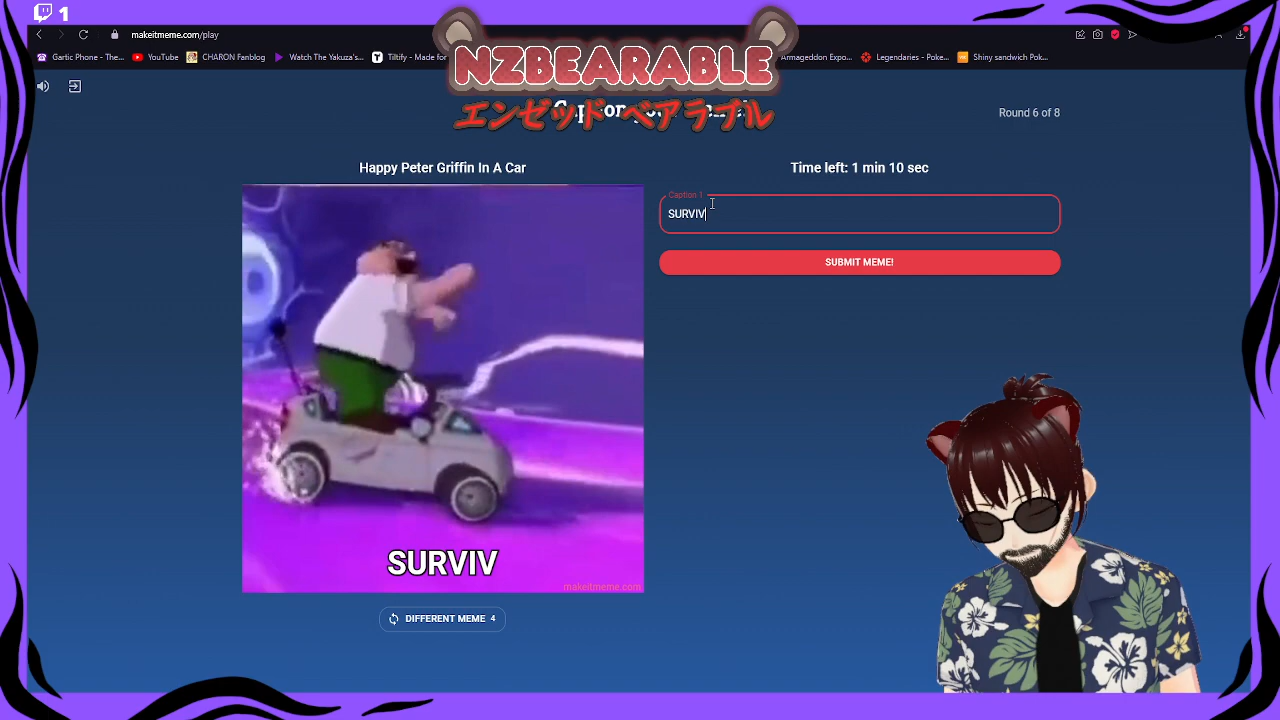 1
makeitmeme.com/play
Gartic Phone - The...
YouTube
CHARON Fanblog
Watch The Yakuza's...
Tiltify - Made for
Armageddon Expo...
Legendaries - Poke...
Shiny sandwich Pok...
NZBEARABLE
エンゼッド ベアラブル
Round 6 of 8
Happy Peter Griffin In A Car
Time left: 1 min 10 sec
Caption 1
SURVIV
SUBMIT MEME!
SURVIV
makeitmeme.com
DIFFERENT MEME 4